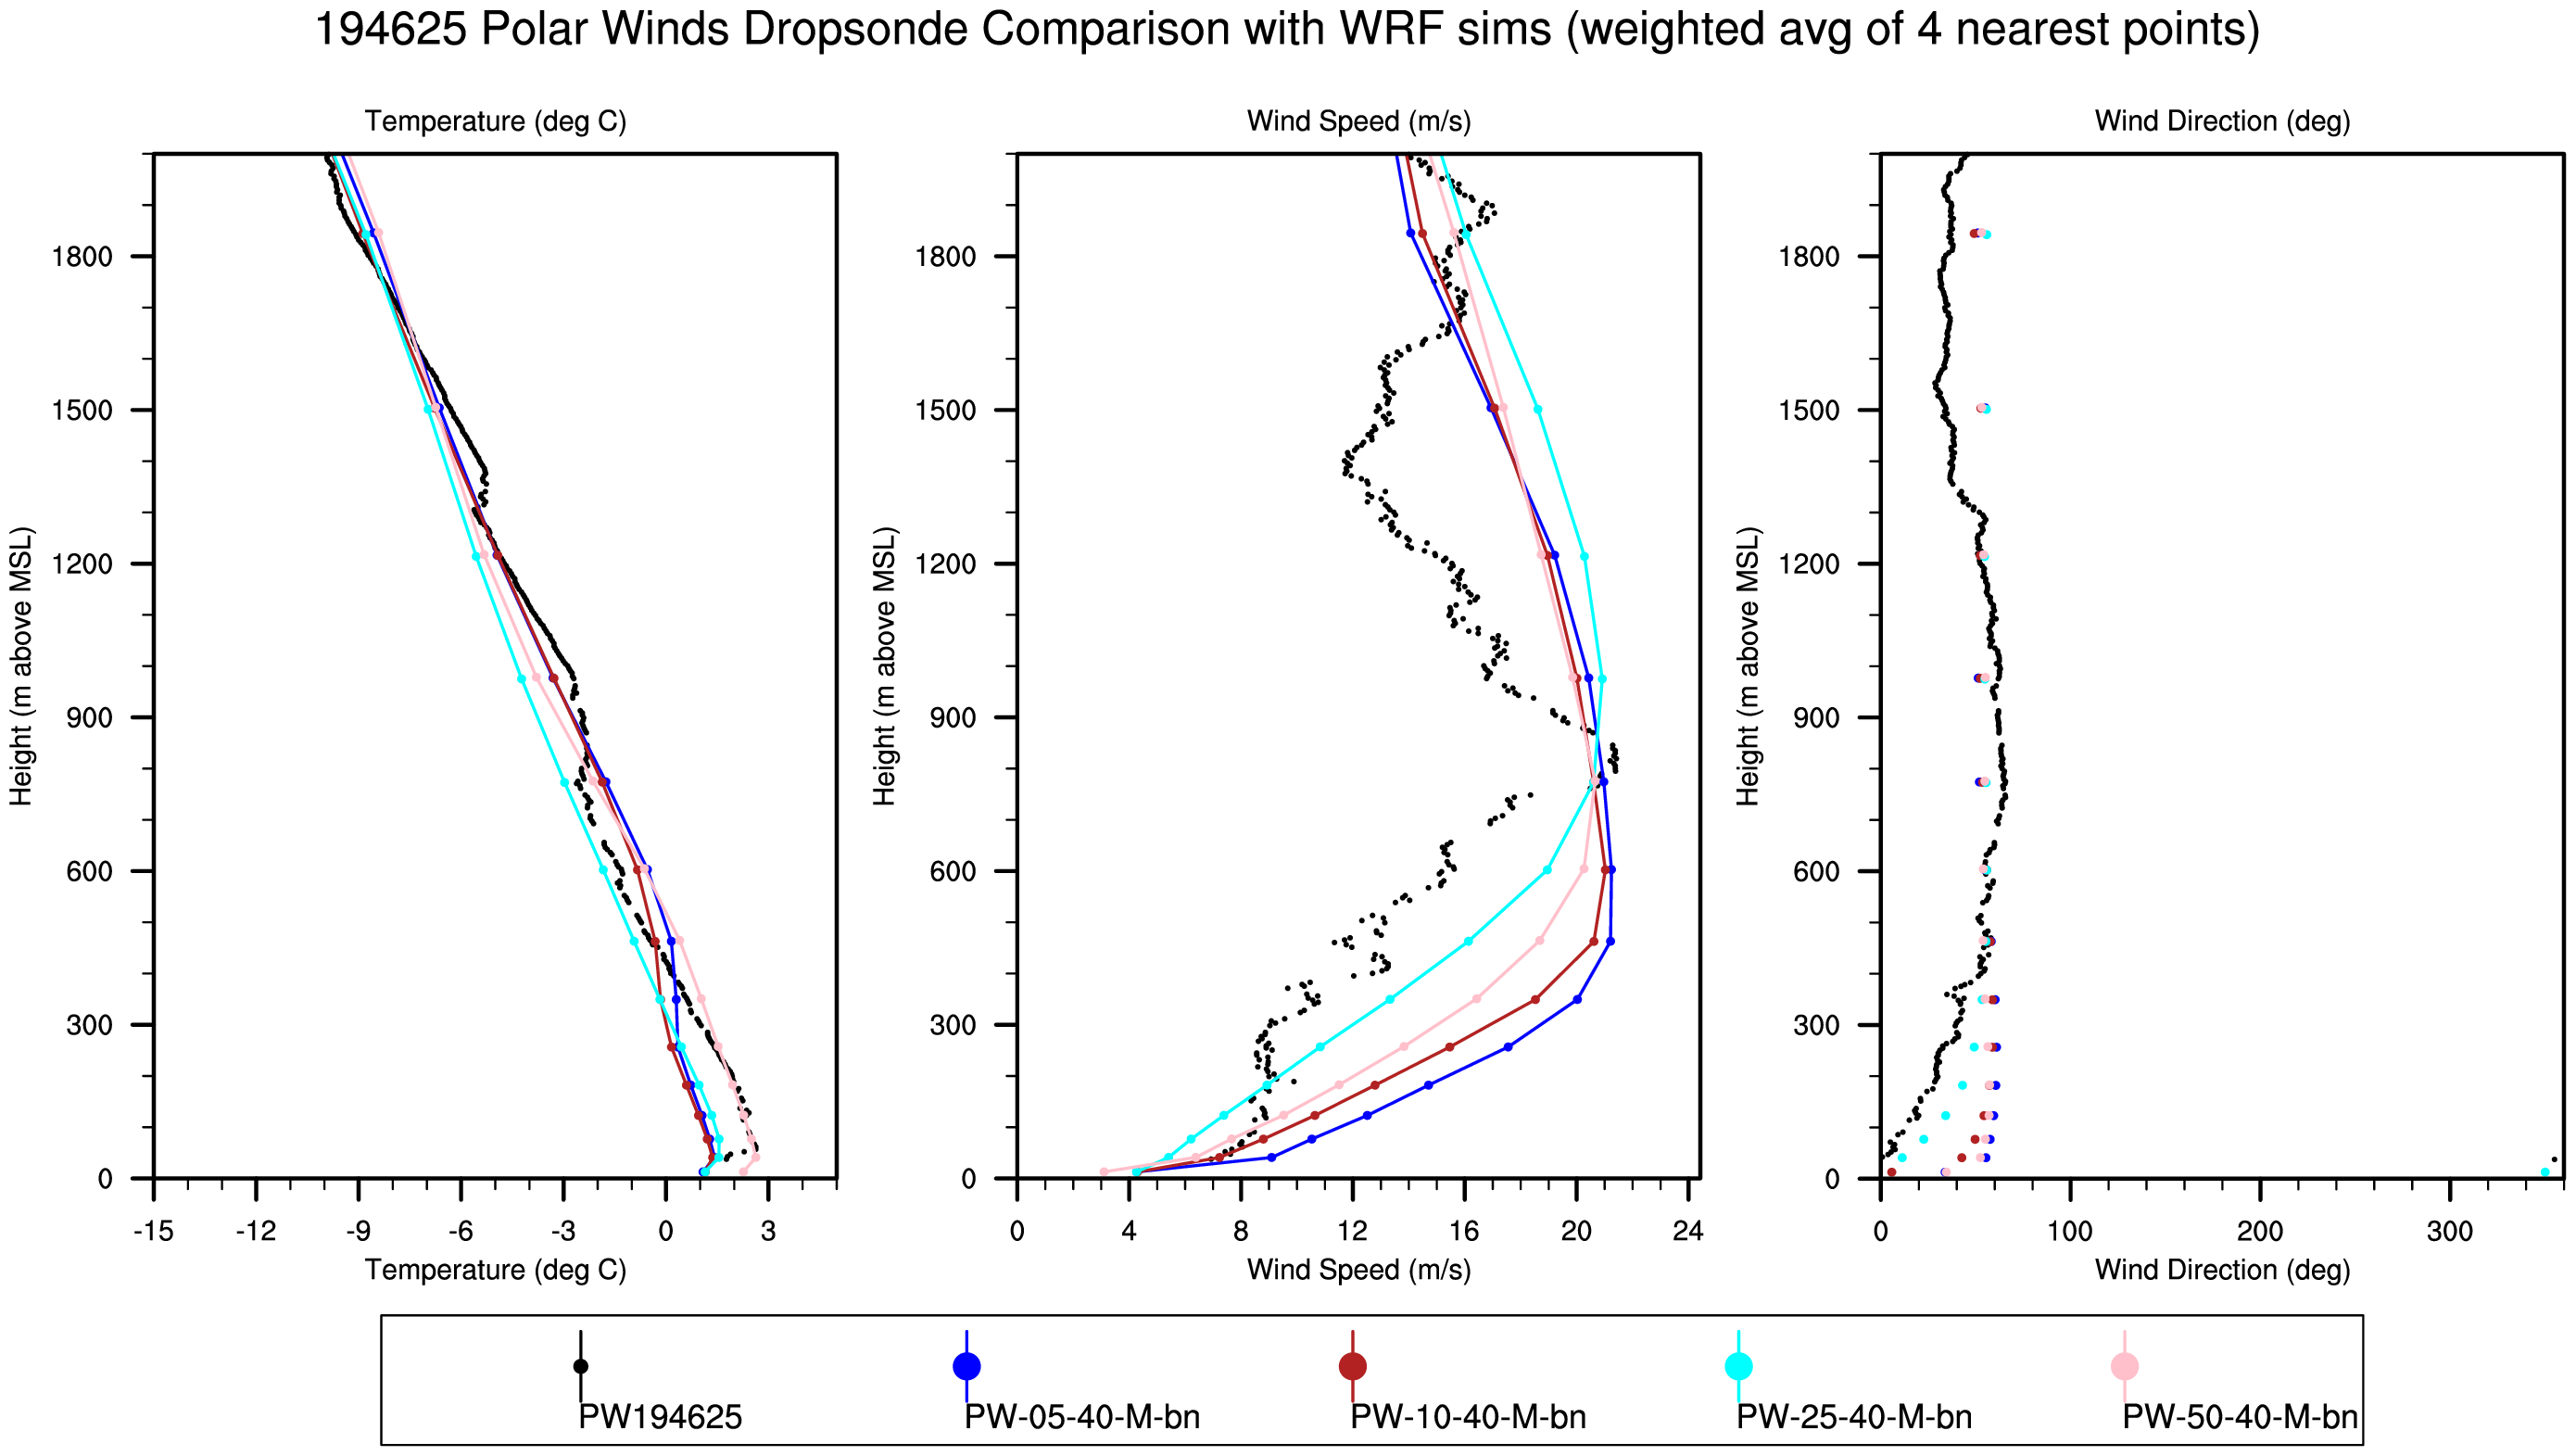 194625 Polar Winds Dropsonde Comparison with WRF sims (weighted avg of 4 nearest points)
Temperature (deg C)
Wind Speed (m/s)
Wind Direction (deg)
Height (m above MSL)
1800
1500
1200
900
600
300
0
-15 -12 -9 -6 -3 0 3
Temperature (deg C)
Height (m above MSL)
1800
1500
1200
900
600
300
0
0 4 8 12 16 20 24
Wind Speed (m/s)
Height (m above MSL)
1800
1500
1200
900
600
300
0
0 100 200 300
Wind Direction (deg)
PW194625 PW-05-40-M-bn PW-10-40-M-bn PW-25-40-M-bn PW-50-40-M-bn